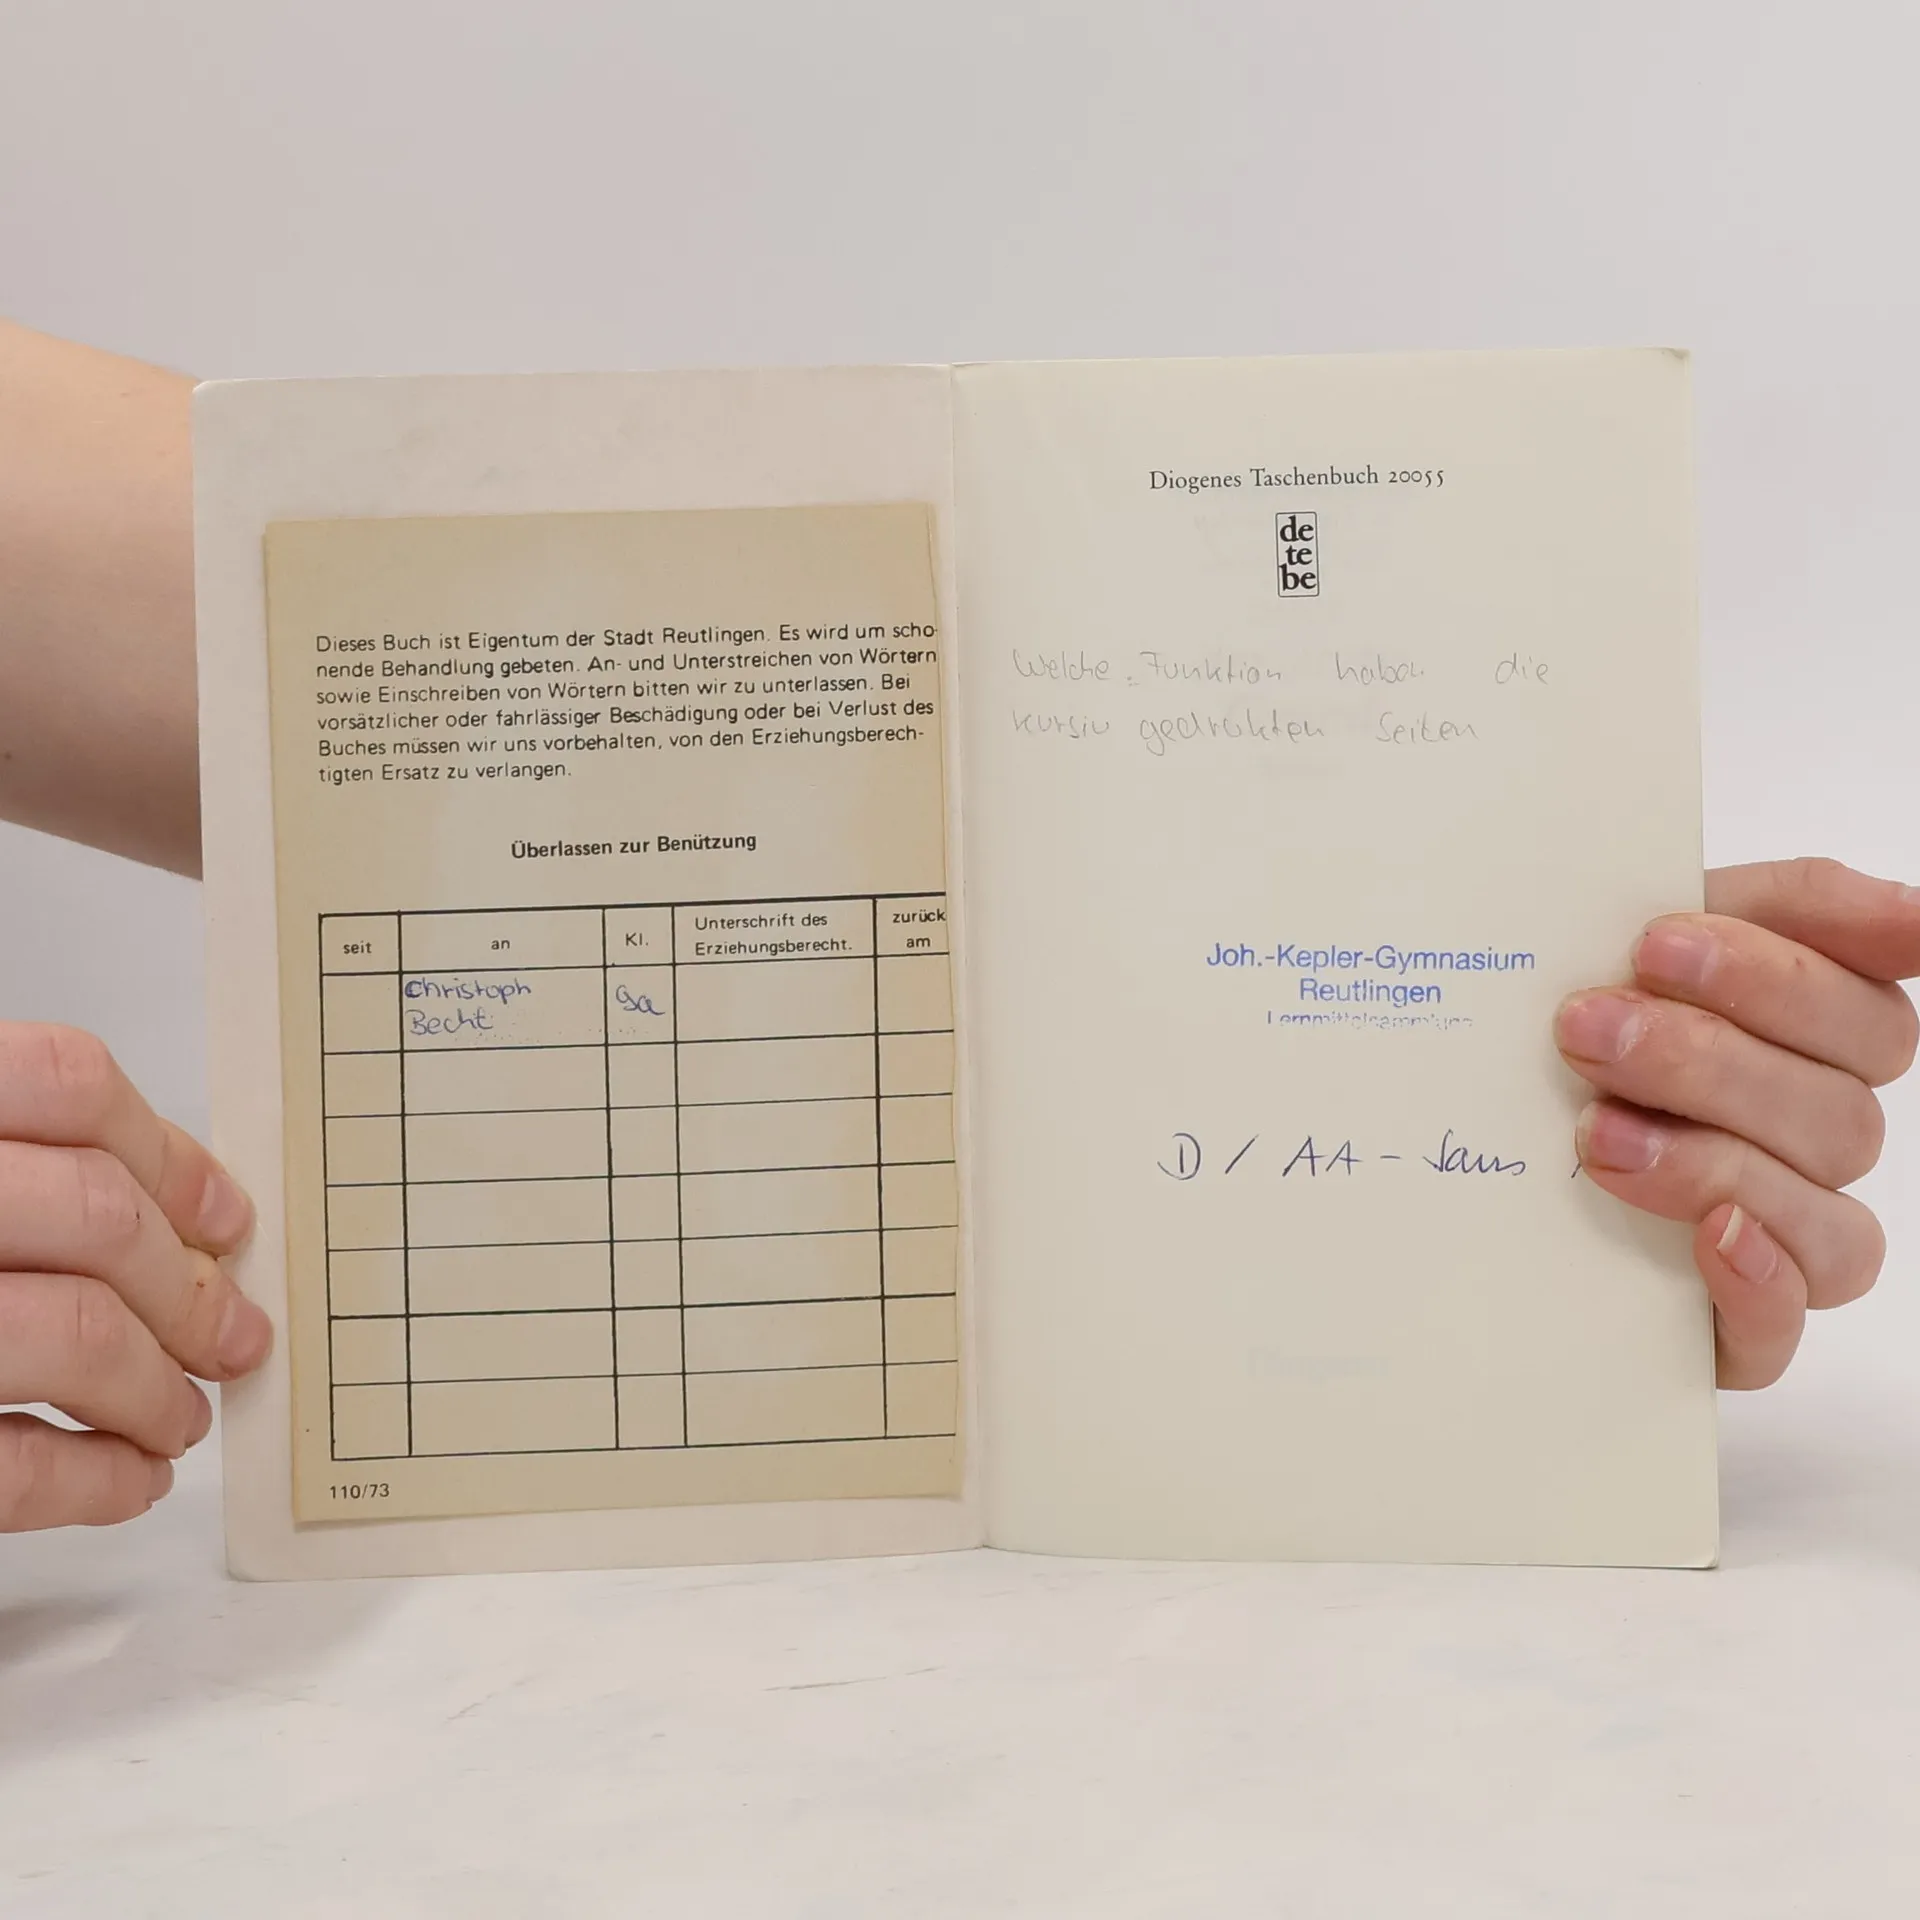 Dieses Buch ist Eigentum der Stadt Reutlingen. Es wird um scho-
nende Behandlung gebeten. An- und Unterstreichen von Wörtern
sowie Einschreiben von Wörtern bitten wir zu unterlassen. Bei
vorsätzlicher oder fahrlässiger Beschädigung oder bei Verlust des
Buches müssen wir uns vorbehalten, von den Erziehungsberech-
tigten Ersatz zu verlangen.
Überlassen zur Benützung
seit an Kl. Unterschrift des Erziehungsberecht. zurück am
Christoph
Becht 9a
110/73
Diogenes Taschenbuch 20055
de
te
be
Welche Funktion haben die
kursiv gedrukten Seiten
Joh.-Kepler-Gymnasium
Reutlingen
Lernmittelsammlung
D / AA -